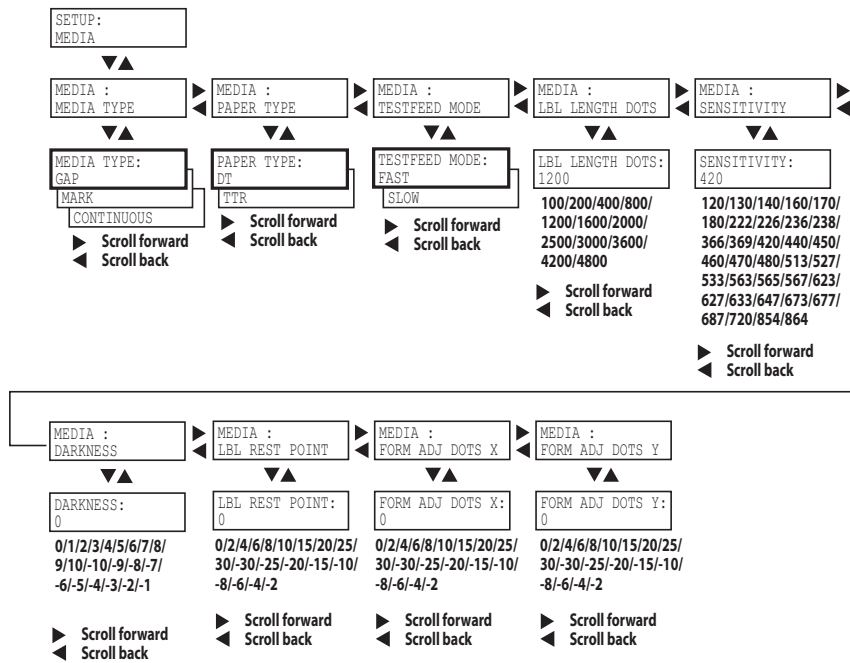 SETUP:
MEDIA
MEDIA :
MEDIA TYPE
MEDIA :
PAPER TYPE
MEDIA :
TESTFEED MODE
MEDIA :
LBL LENGTH DOTS
MEDIA :
SENSITIVITY
MEDIA TYPE:
GAP
MARK
CONTINUOUS
Scroll forward
Scroll back
PAPER TYPE:
DT
TTR
Scroll forward
Scroll back
TESTFEED MODE:
FAST
SLOW
Scroll forward
Scroll back
LBL LENGTH DOTS:
1200
100/200/400/800/
1200/1600/2000/
2500/3000/3600/
4200/4800
Scroll forward
Scroll back
SENSITIVITY:
420
120/130/140/160/170/
180/222/226/236/238/
366/369/420/440/450/
460/470/480/513/527/
533/563/565/567/623/
627/633/647/673/677/
687/720/854/864
Scroll forward
Scroll back
MEDIA :
DARKNESS
MEDIA :
LBL REST POINT
MEDIA :
FORM ADJ DOTS X
MEDIA :
FORM ADJ DOTS Y
DARKNESS:
0
0/1/2/3/4/5/6/7/8/
9/10/-10/-9/-8/-7/
-6/-5/-4/-3/-2/-1
Scroll forward
Scroll back
LBL REST POINT:
0
0/2/4/6/8/10/15/20/25/
30/-30/-25/-20/-15/-10/
-8/-6/-4/-2
Scroll forward
Scroll back
FORM ADJ DOTS X:
0
0/2/4/6/8/10/15/20/25/
30/-30/-25/-20/-15/-10/
-8/-6/-4/-2
Scroll forward
Scroll back
FORM ADJ DOTS Y:
0
0/2/4/6/8/10/15/20/25/
30/-30/-25/-20/-15/-10/
-8/-6/-4/-2
Scroll forward
Scroll back